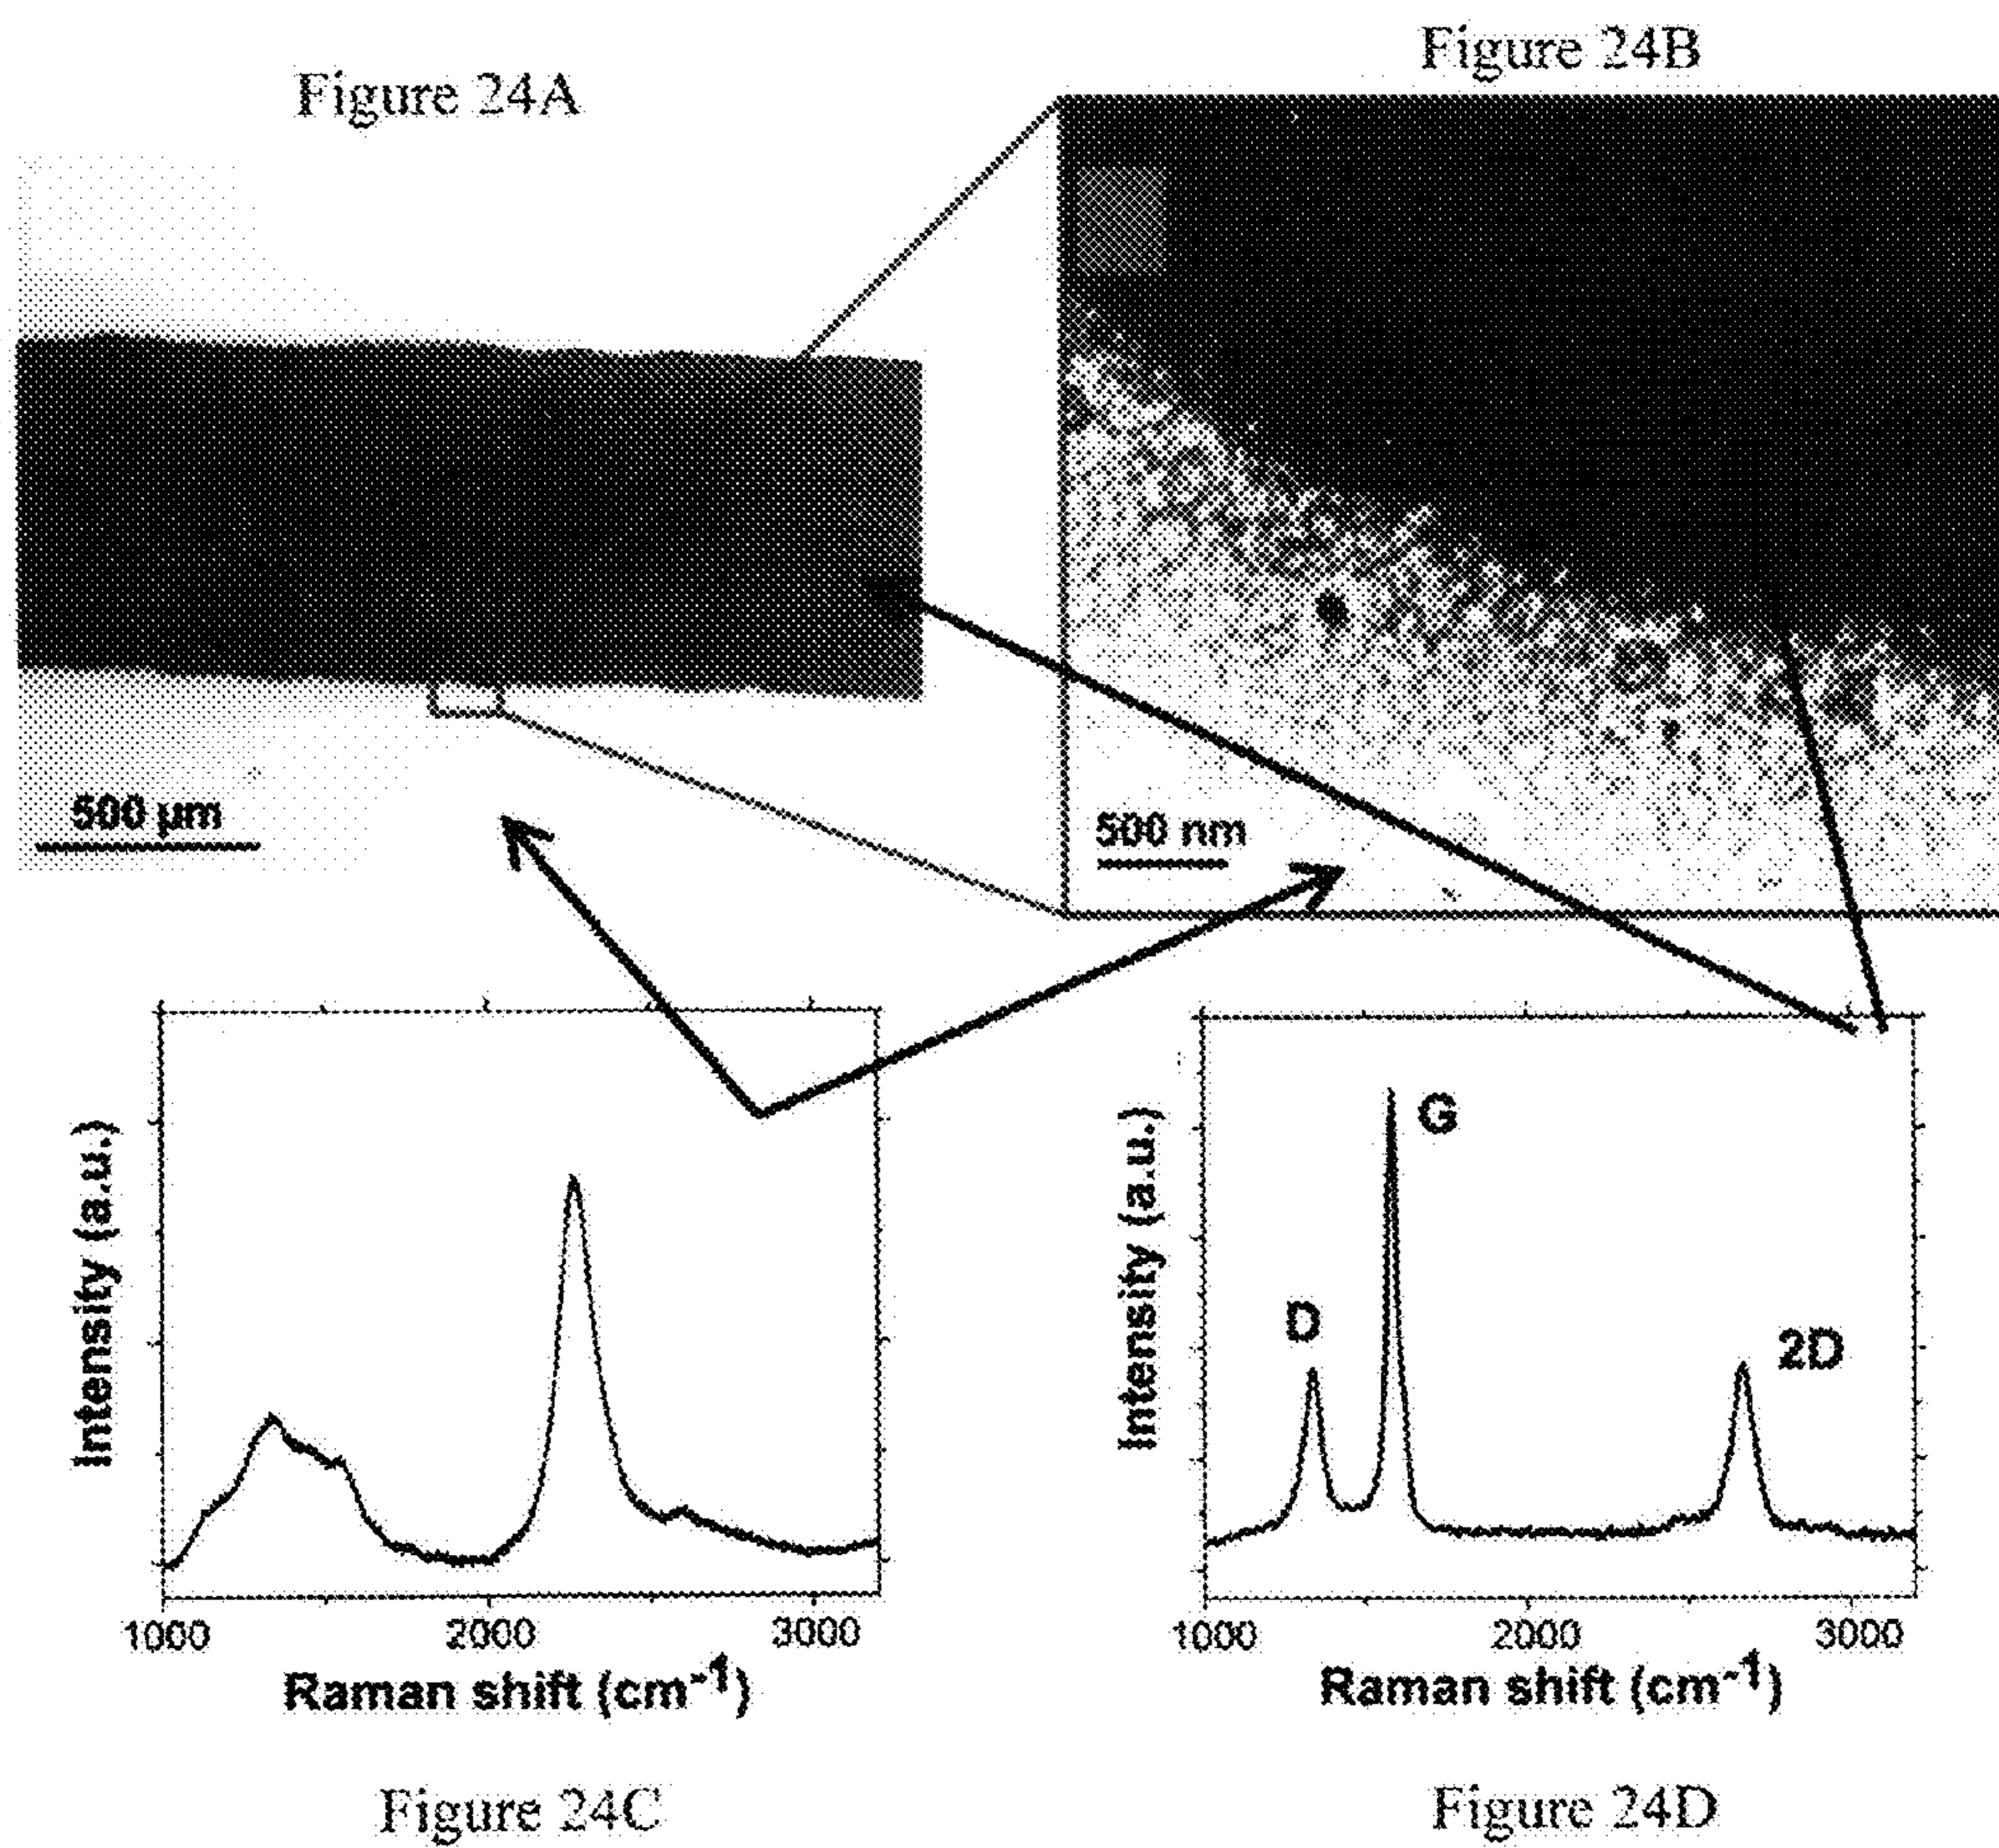 Figure 24A
Figure 24B
500 µm
500 nm
Intensity (a.u.)
1000 2000 3000
Raman shift (cm-1)
Figure 24C
Intensity (a.u.)
D
G
2D
1000 2000 3000
Raman shift (cm-1)
Figure 24D